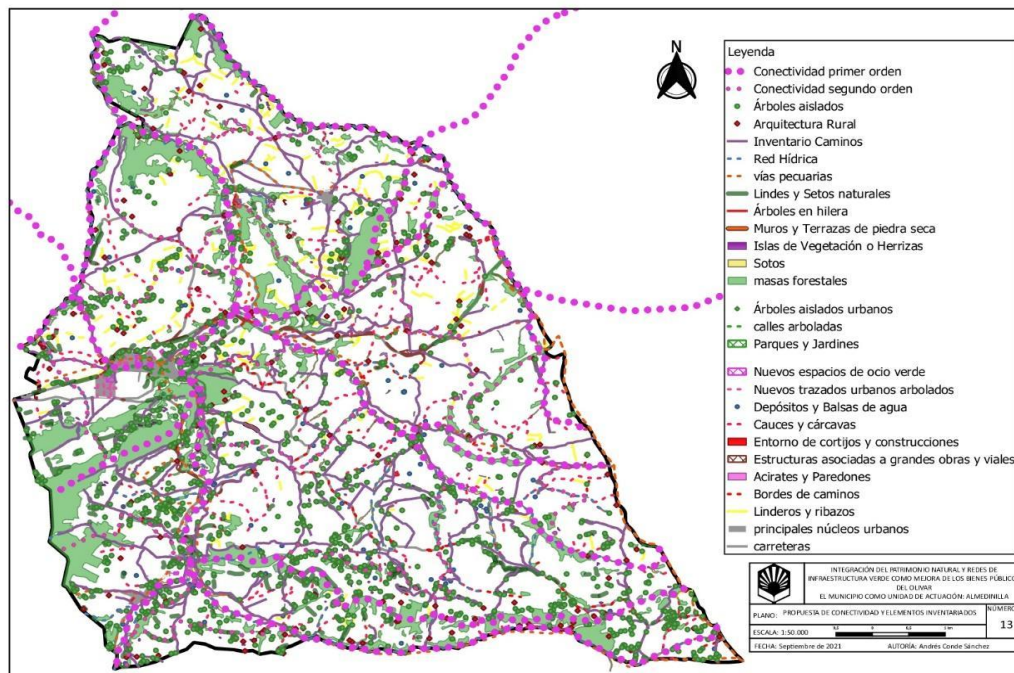 N
Leyenda
Conectividad primer orden
Conectividad segundo orden
Árboles aislados
Arquitectura Rural
Inventario Caminos
Red Hídrica
vías pecuarias
Lindes y Setos naturales
Árboles en hilera
Muros y Terrazas de piedra seca
Islas de Vegetación o Herrizas
Sotos
masas forestales
Árboles aislados urbanos
calles arboladas
Parques y Jardines
Nuevos espacios de ocio verde
Nuevos trazados urbanos arbolados
Depósitos y Balsas de agua
Cauces y cárcavas
Entorno de cortijos y construcciones
Estructuras asociadas a grandes obras y viales
Acirates y Paredones
Bordes de caminos
Linderos y ribazos
principales núcleos urbanos
carreteras
INTEGRACIÓN DEL PATRIMONIO NATURAL Y REDES DE
INFRAESTRUCTURA VERDE COMO MEJORA DE LOS BIENES PÚBLICO
DEL OLIVAR
EL MUNICIPIO COMO UNIDAD DE ACTUACIÓN: ALMEDINILLA
PLANO: PROPUESTA DE CONECTIVIDAD Y ELEMENTOS INVENTARIADOS
NÚMERO
13
ESCALA: 1:50.000
FECHA: Septiembre de 2021 AUTORÍA: Andrés Conde Sánchez